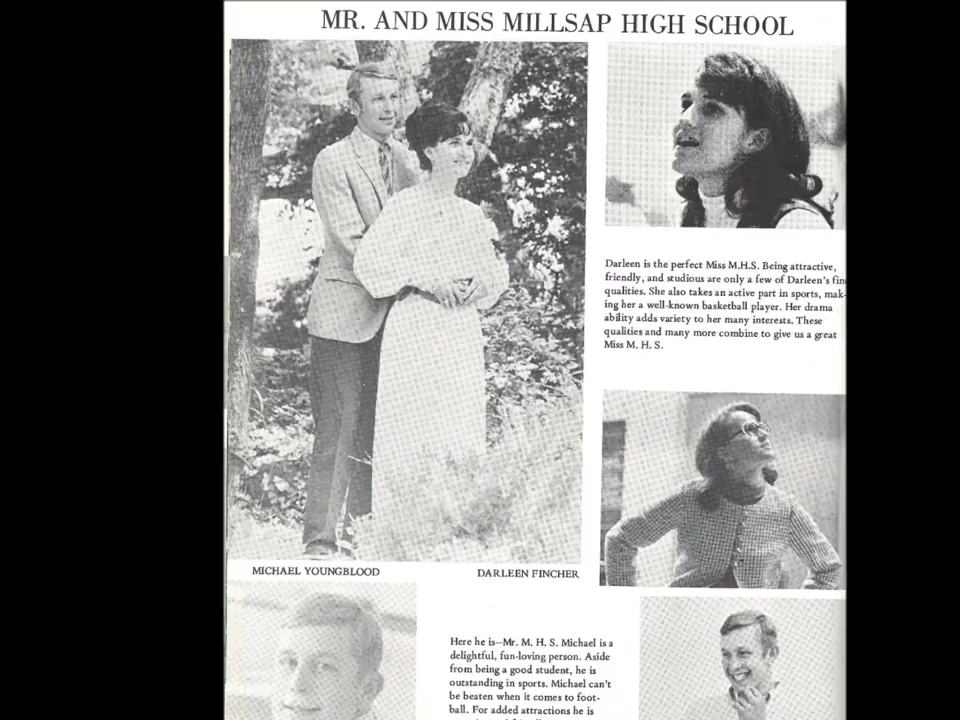 MR. AND MISS MILLSAP HIGH SCHOOL
Darleen is the perfect Miss M.H.S. Being attractive,
friendly, and studious are only a few of Darleen's fin
qualities. She also takes an active part in sports, mak-
ing her a well-known basketball player. Her drama
ability adds variety to her many interests. These
qualities and many more combine to give us a great
Miss M. H. S.
MICHAEL YOUNGBLOOD
DARLEEN FINCHER
Here he is—Mr. M. H. S. Michael is a
delightful, fun-loving person. Aside
from being a good student, he is
outstanding in sports. Michael can't
be beaten when it comes to foot-
ball. For added attractions he is